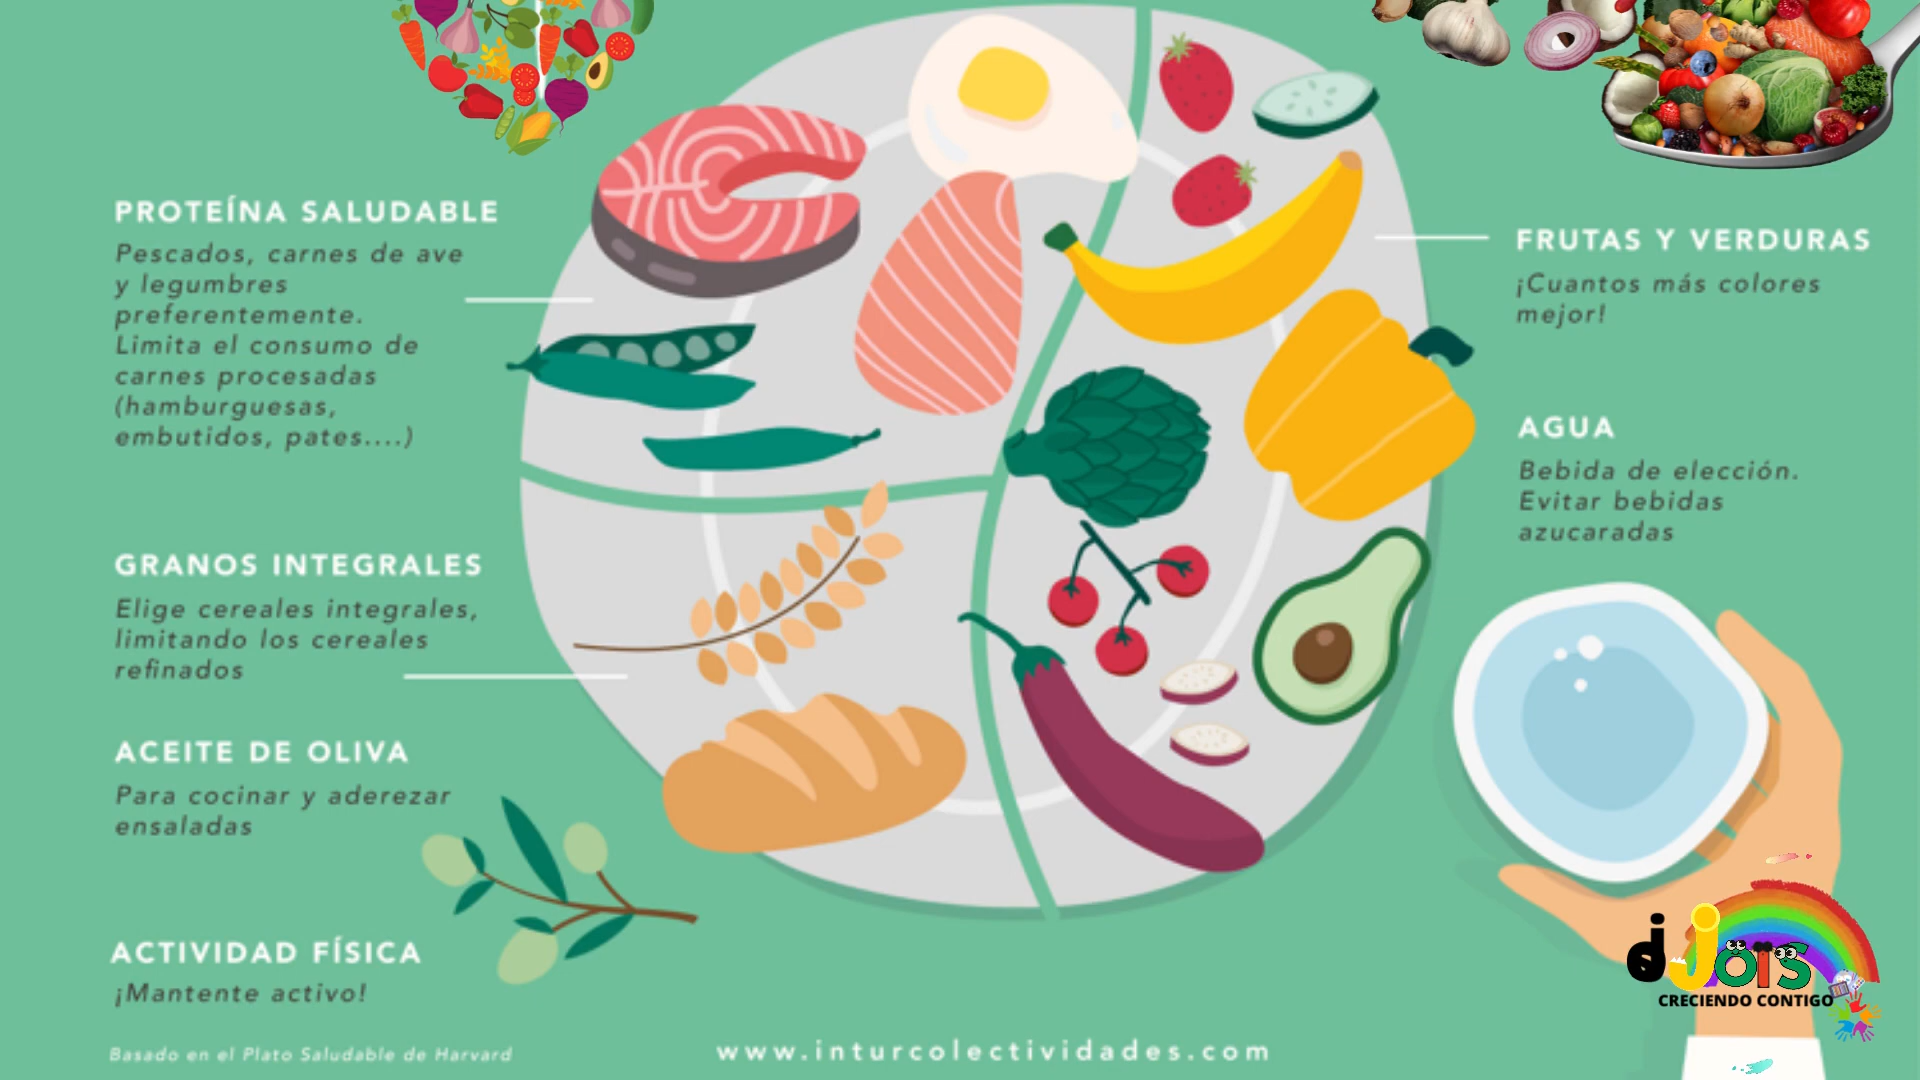 PROTEÍNA SALUDABLE
Pescados, carnes de ave
y legumbres
preferentemente.
Limita el consumo de
carnes procesadas
(hamburguesas,
embutidos, pates....)
GRANOS INTEGRALES
Elige cereales integrales,
limitando los cereales
refinados
ACEITE DE OLIVA
Para cocinar y aderezar
ensaladas
ACTIVIDAD FÍSICA
¡Mantente activo!
Basado en el Plato Saludable de Harvard
www.inturcolectividades.com
FRUTAS Y VERDURAS
¡Cuantos más colores
mejor!
AGUA
Bebida de elección.
Evitar bebidas
azucaradas
CRECIENDO CONTIGO